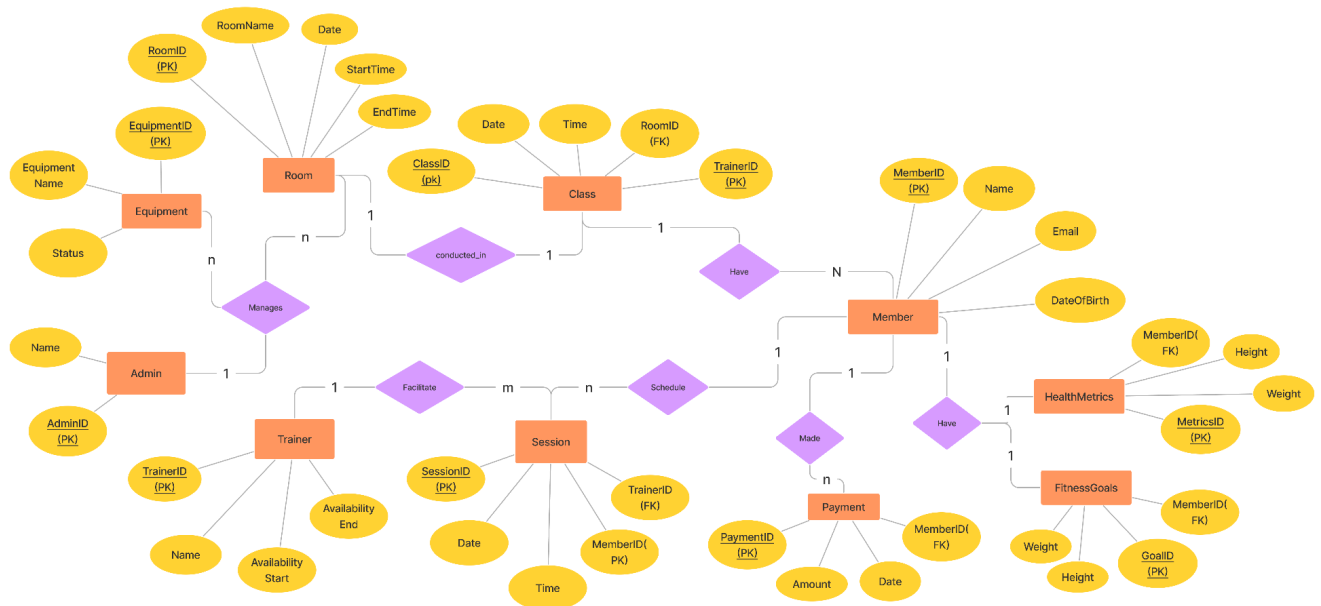 RoomName
Date
RoomID
(PK)
StartTime
EndTime
EquipmentID
(PK)
Equipment
Name
Status
Equipment
Room
Date
Time
RoomID
(FK)
ClassID
(pk)
TrainerID
(PK)
Class
MemberID
(PK)
Name
Email
DateOfBirth
Member
n
n
1
conducted_in
1
1
Have
N
Manages
Name
Admin
AdminID
(PK)
1
1
Facilitate
m
n
Schedule
1
1
1
MemberID(
FK)
Height
Weight
HealthMetrics
MetricsID
(PK)
1
Have
1
Made
n
Trainer
TrainerID
(PK)
Name
Availability
Start
Availability
End
Session
SessionID
(PK)
Date
Time
MemberID(
PK)
TrainerID
(FK)
Payment
PaymentID
(PK)
Amount
Date
MemberID(
FK)
FitnessGoals
Weight
Height
GoalID
(PK)
MemberID(
FK)